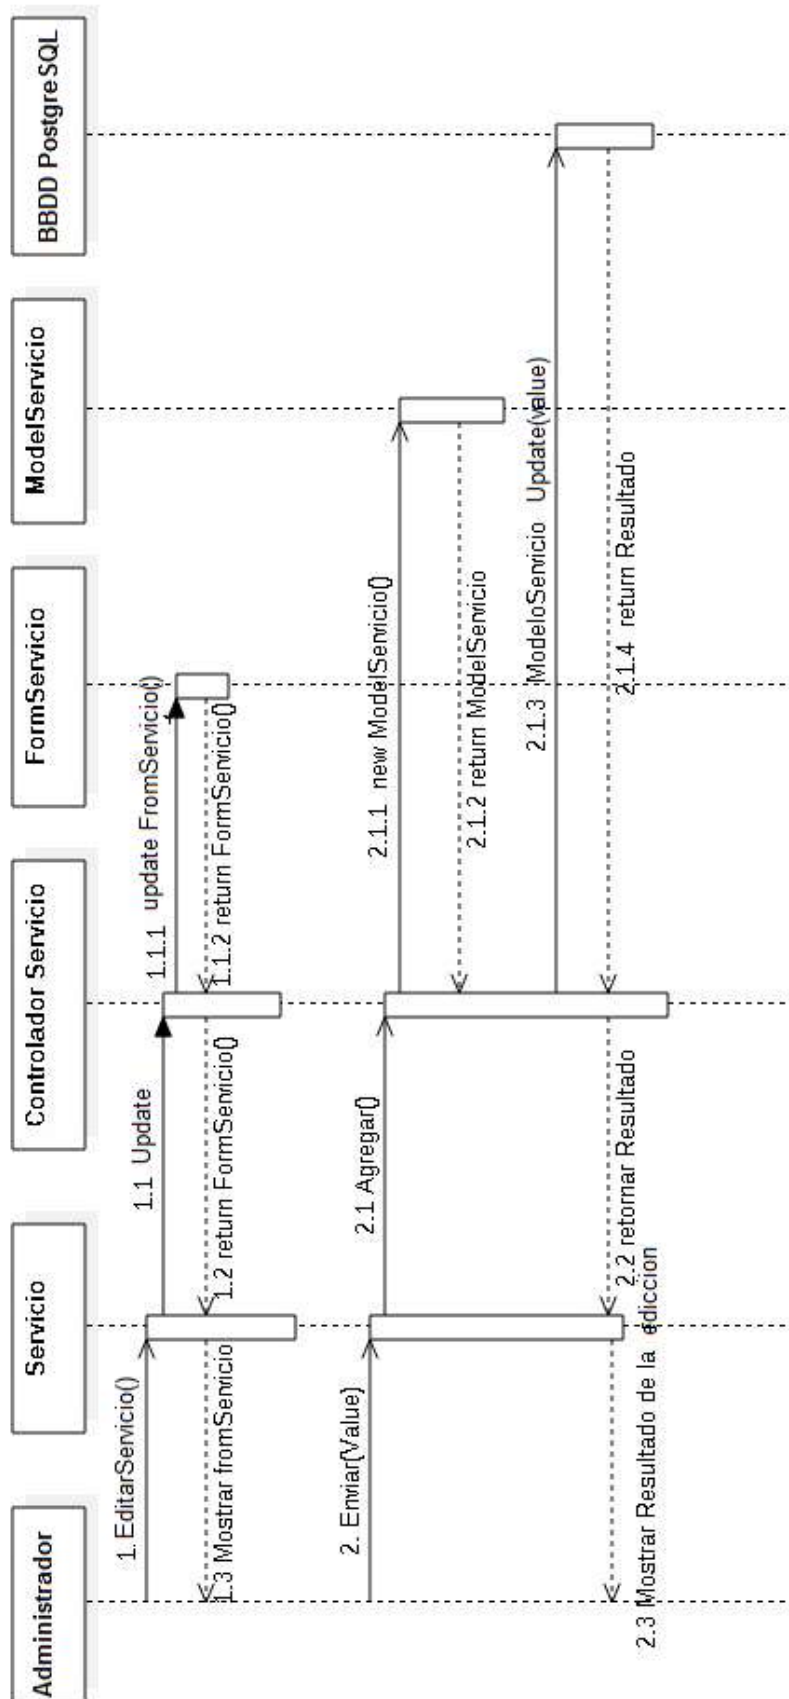 Administrador
Servicio
Controlador Servicio
FormServicio
ModelServicio
BBDD PostgreSQL
1.EditarServicio()
1.1 Update
1.1.1 update FromServicio()
1.1.2 return FormServicio()
1.2 return FormServicio()
1.3 Mostrar fromServicio
2. Enviar(Value)
2.1 Agregar()
2.1.1 new ModelServicio()
2.1.2 return ModelServicio
2.1.3 ModeloServicio Update(value)
2.1.4 return Resultado
2.2 retornar Resultado
2.3 Mostrar Resultado de la ediccion